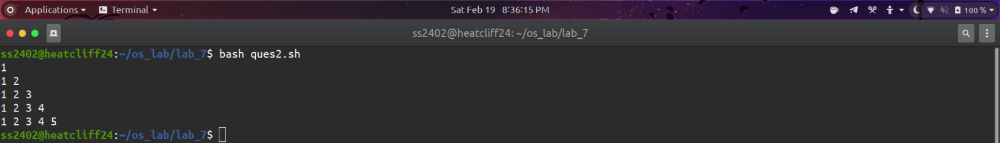 Applications Terminal Sat Feb 19 8:36:15 PM 100 %
ss2402@heatcliff24: ~/os_lab/lab_7
ss2402@heatcliff24:~/os_lab/lab_7$ bash ques2.sh
1
1 2
1 2 3
1 2 3 4
1 2 3 4 5
ss2402@heatcliff24:~/os_lab/lab_7$